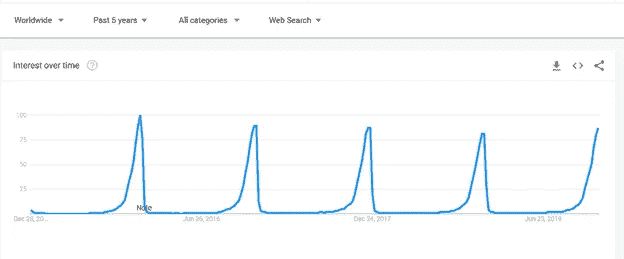 Worldwide Past 5 years All categories Web Search
Interest over time
100
75
50
25
Note
Dec 28, 20... Jun 26, 2016 Dec 24, 2017 Jun 23, 2019